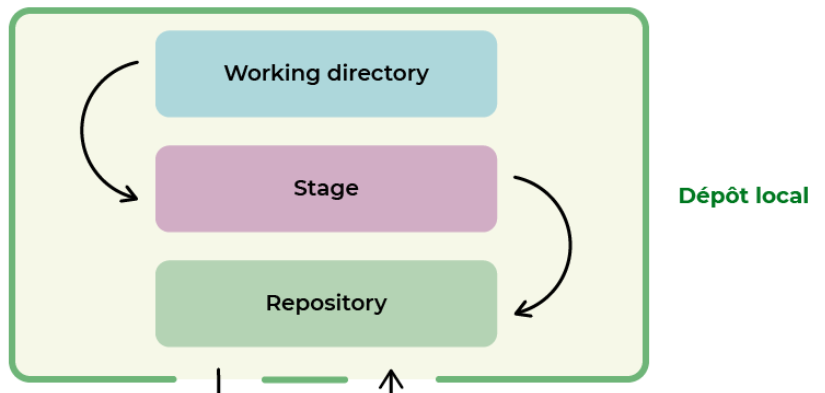 Working directory
Stage
Dépôt local
Repository